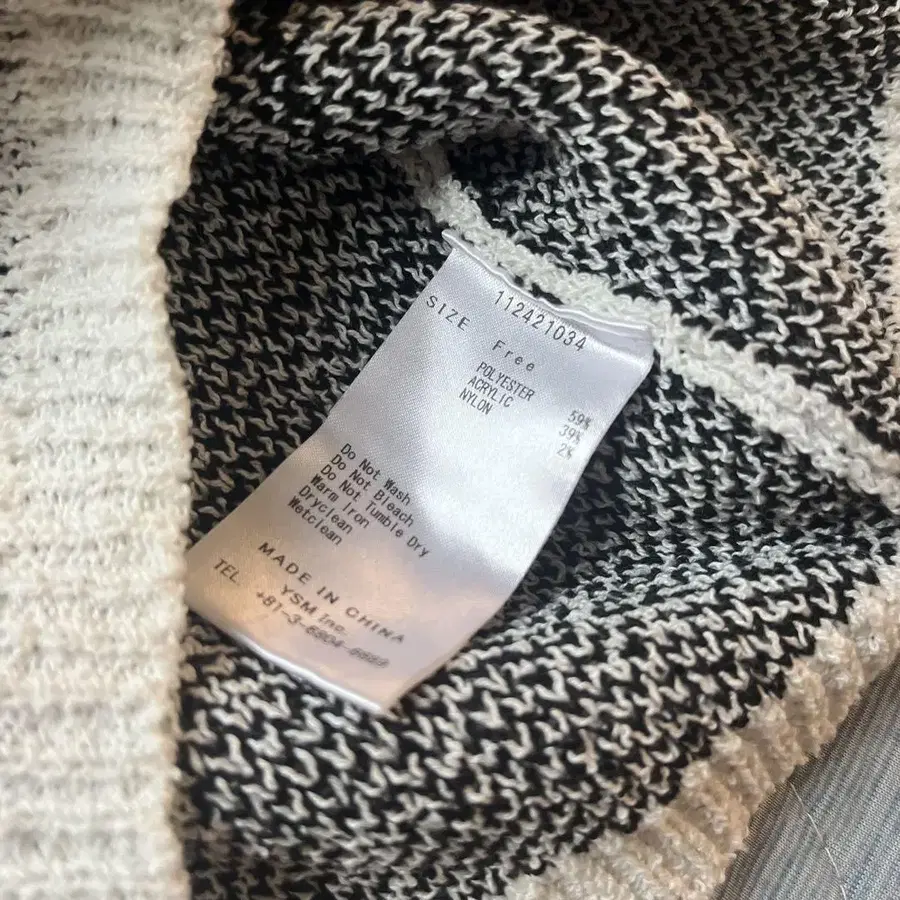 112421034
SIZE Free
POLYESTER 59%
ACRYLIC 39%
NYLON 2%
Do Not Wash
Do Not Bleach
Do Not Tumble Dry
Warm Iron
Dryclean
Wetclean
MADE IN CHINA
YSM Inc.
TEL. +81-3-6804-6689